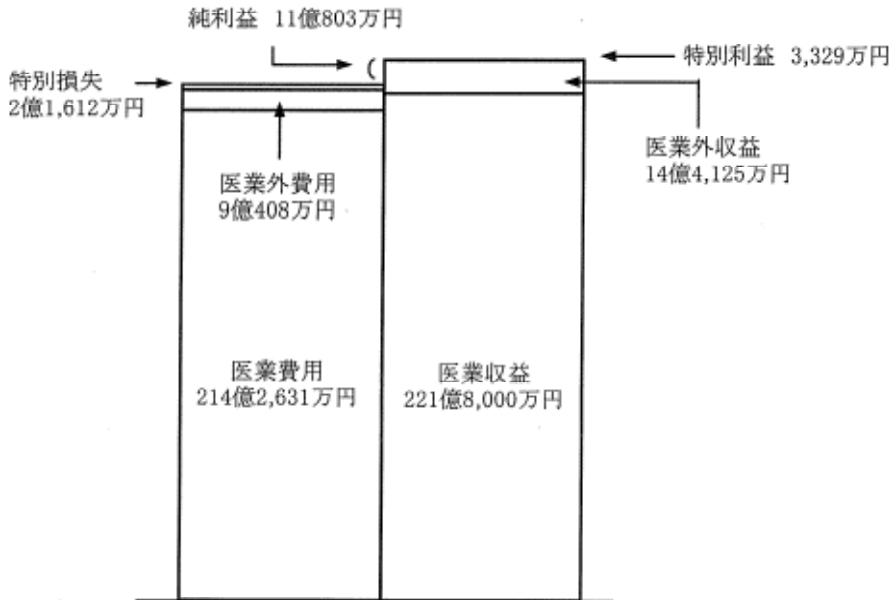 純利益 11億803万円
特別利益 3,329万円
特別損失
2億1,612万円
医業外収益
14億4,125万円
医業外費用
9億408万円
医業費用
214億2,631万円
医業収益
221億8,000万円